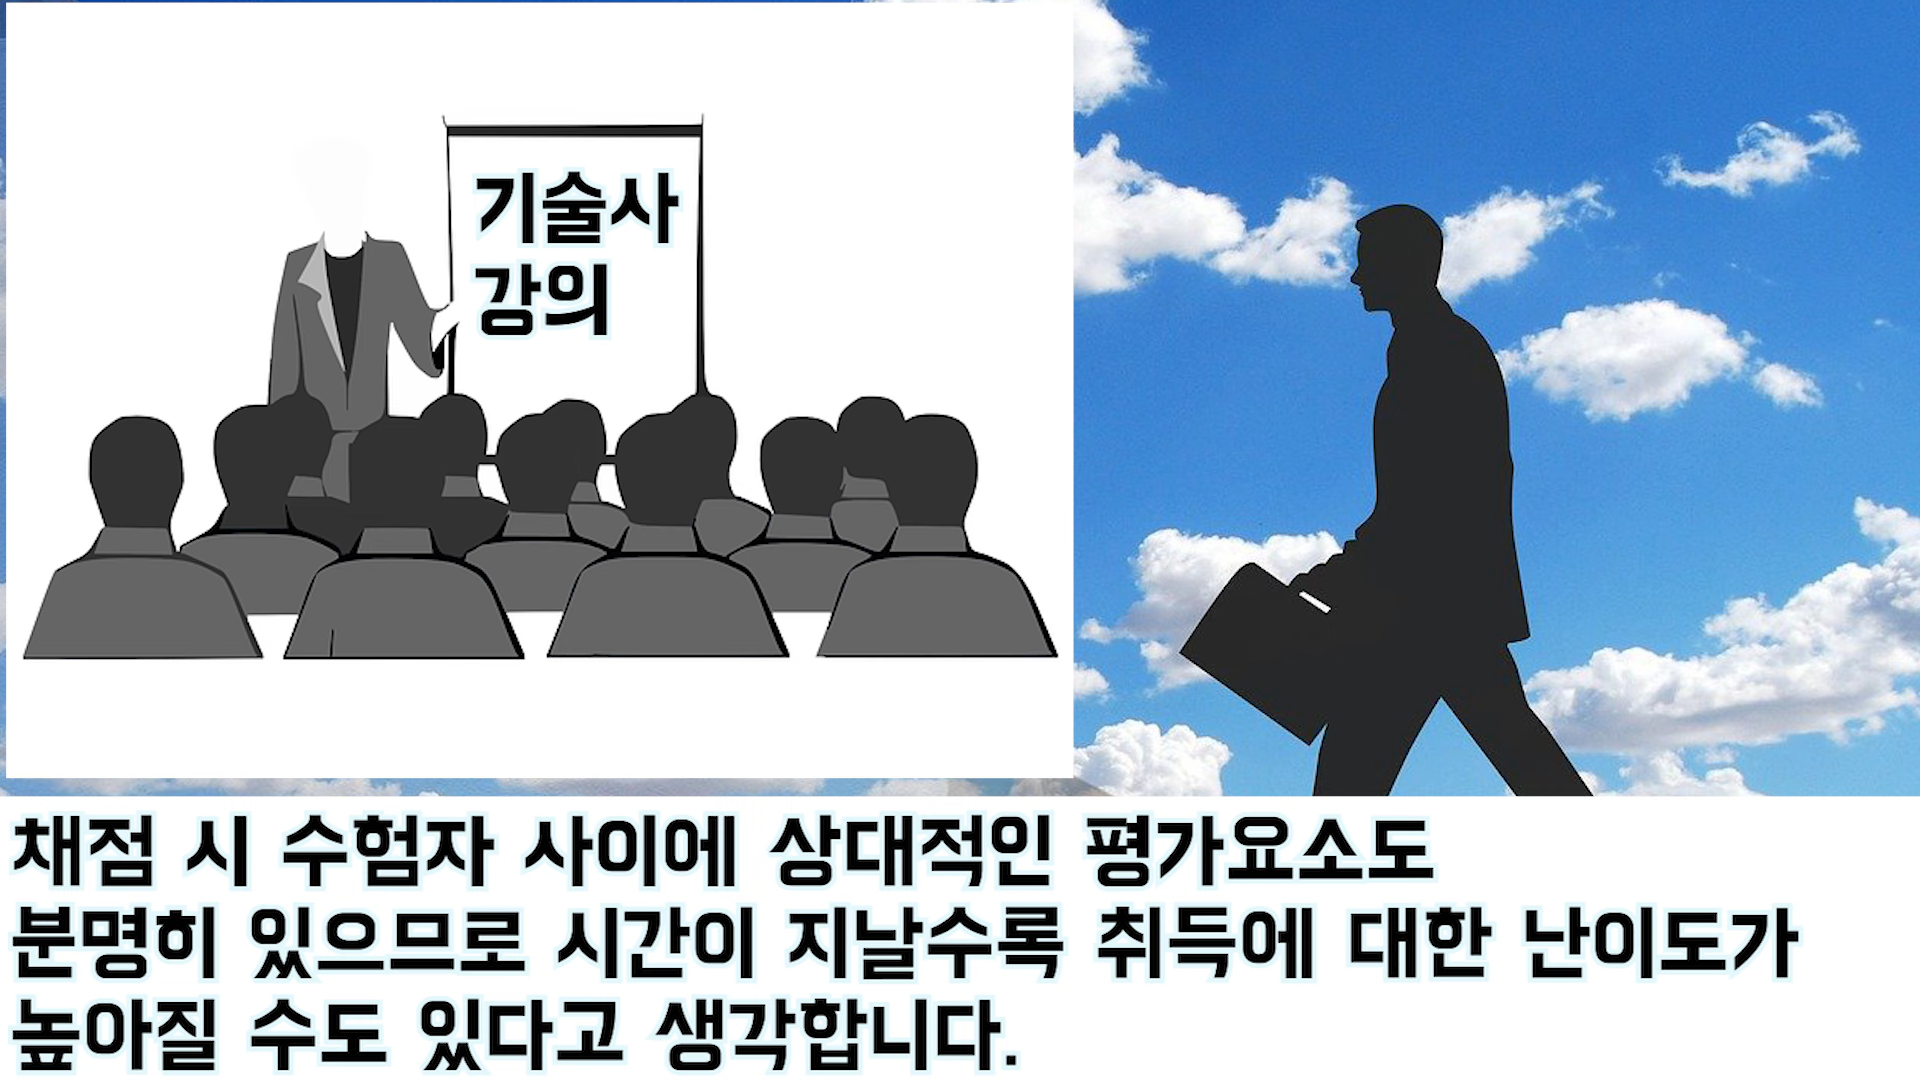 기술사
강의
채점 시 수험자 사이에 상대적인 평가요소도
분명히 있으므로 시간이 지날수록 취득에 대한 난이도가
높아질 수도 있다고 생각합니다.